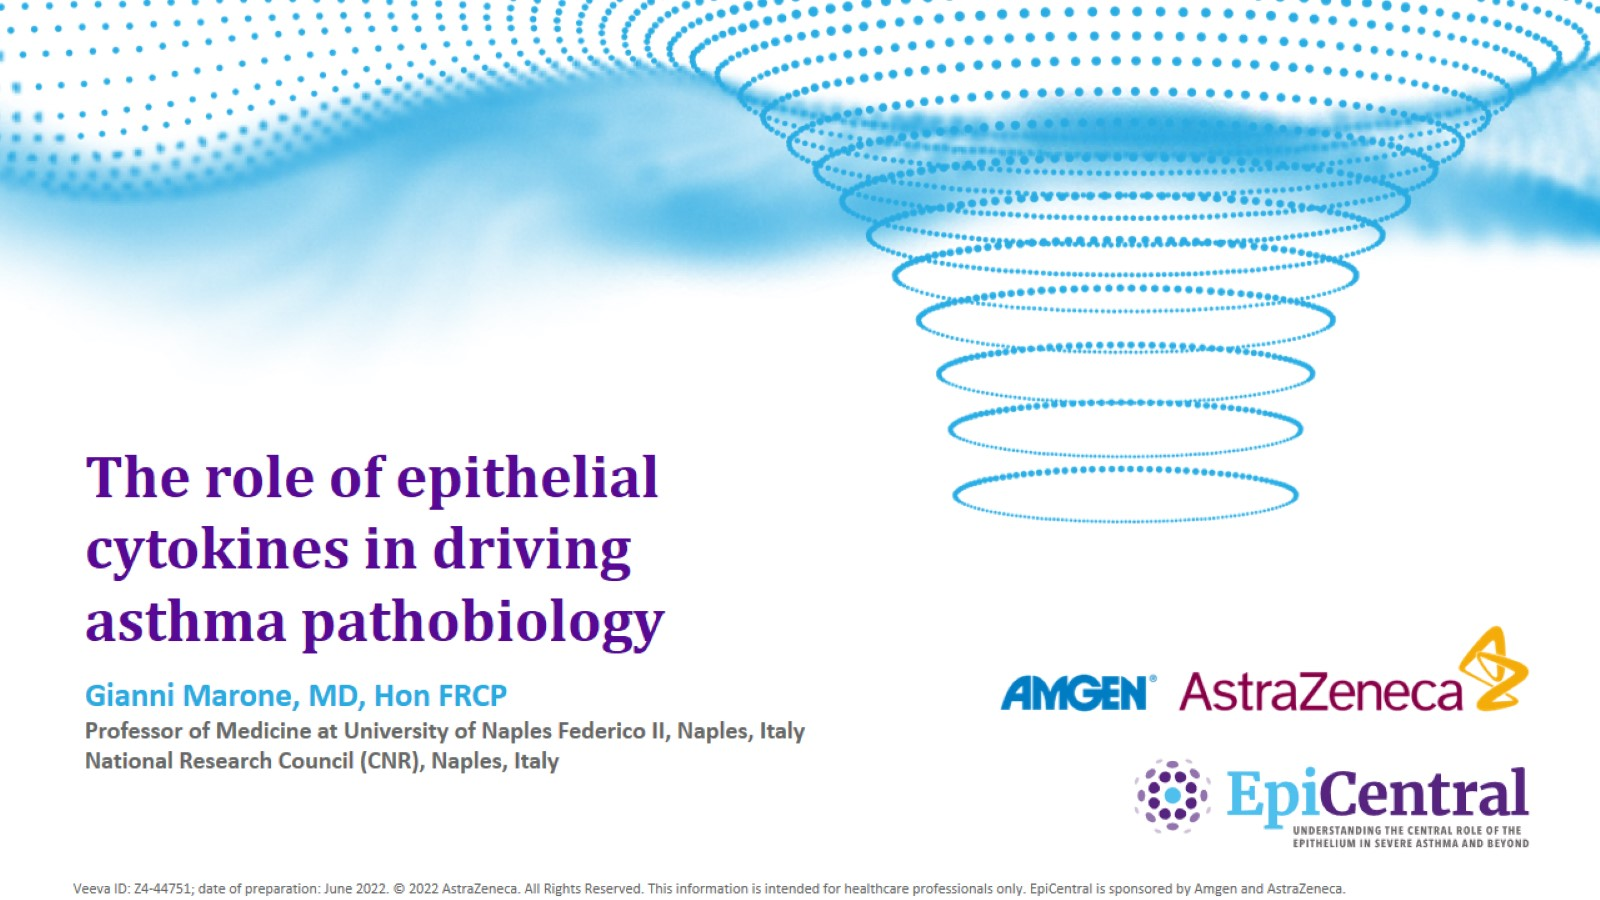 The role of epithelial
cytokines in driving
asthma pathobiology
Gianni Marone, MD, Hon FRCP
Professor of Medicine at University of Naples Federico II, Naples, Italy
National Research Council (CNR), Naples, Italy
AMGEN® AstraZeneca
EpiCentral
UNDERSTANDING THE CENTRAL ROLE OF THE
EPITHELIUM IN SEVERE ASTHMA AND BEYOND
Veeva ID: Z4-44751; date of preparation: June 2022. © 2022 AstraZeneca. All Rights Reserved. This information is intended for healthcare professionals only. EpiCentral is sponsored by Amgen and AstraZeneca.